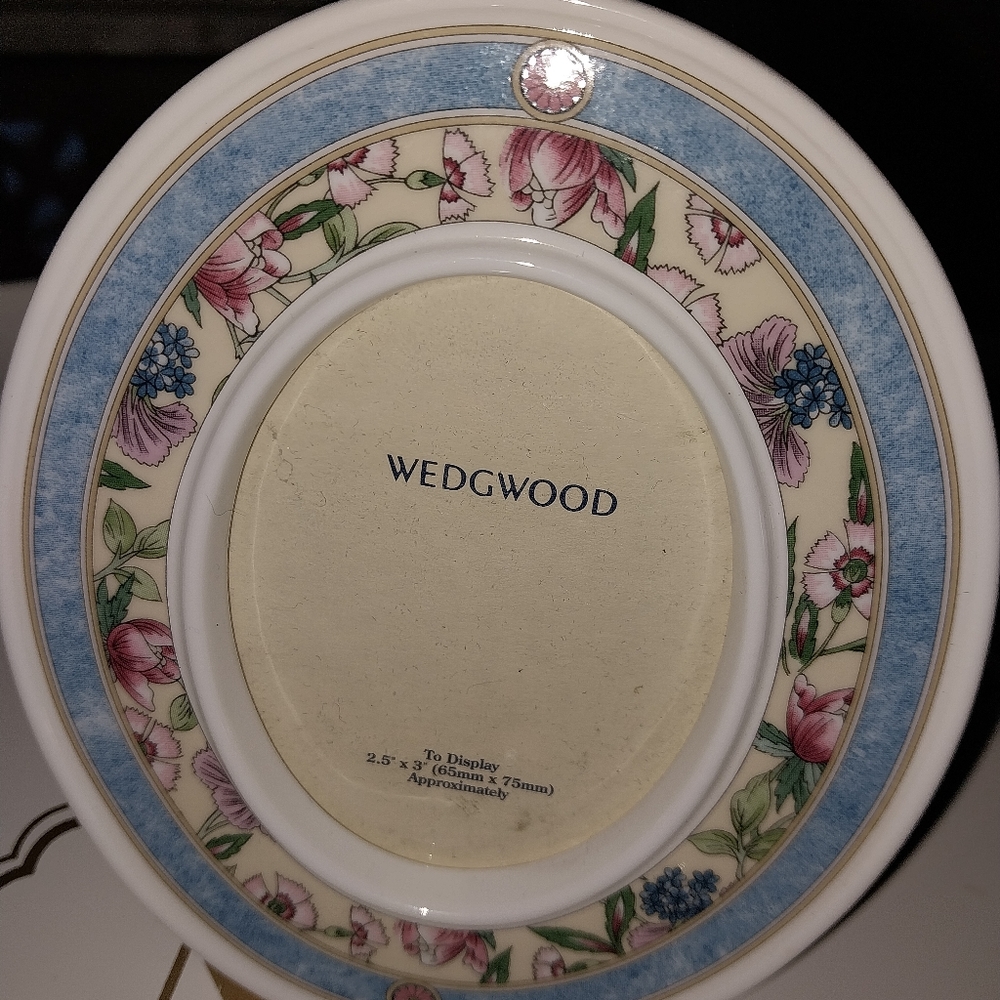 WEDGWOOD
To Display
2.5" x 3" (65mm x 75mm)
Approximately